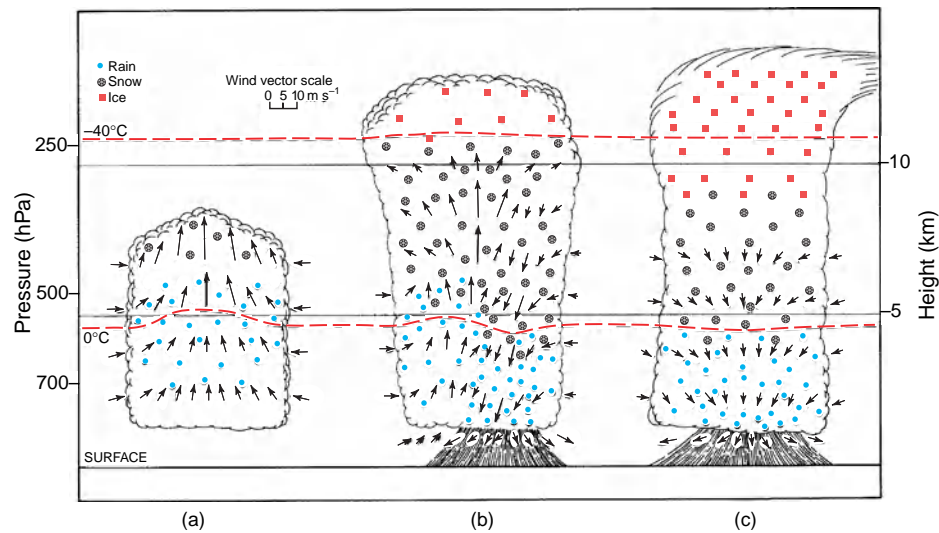 Rain
Snow
Ice
Wind vector scale
0 5 10 m s⁻¹
–40°C
250
10
Pressure (hPa)
Height (km)
500
5
0°C
700
SURFACE
(a)
(b)
(c)